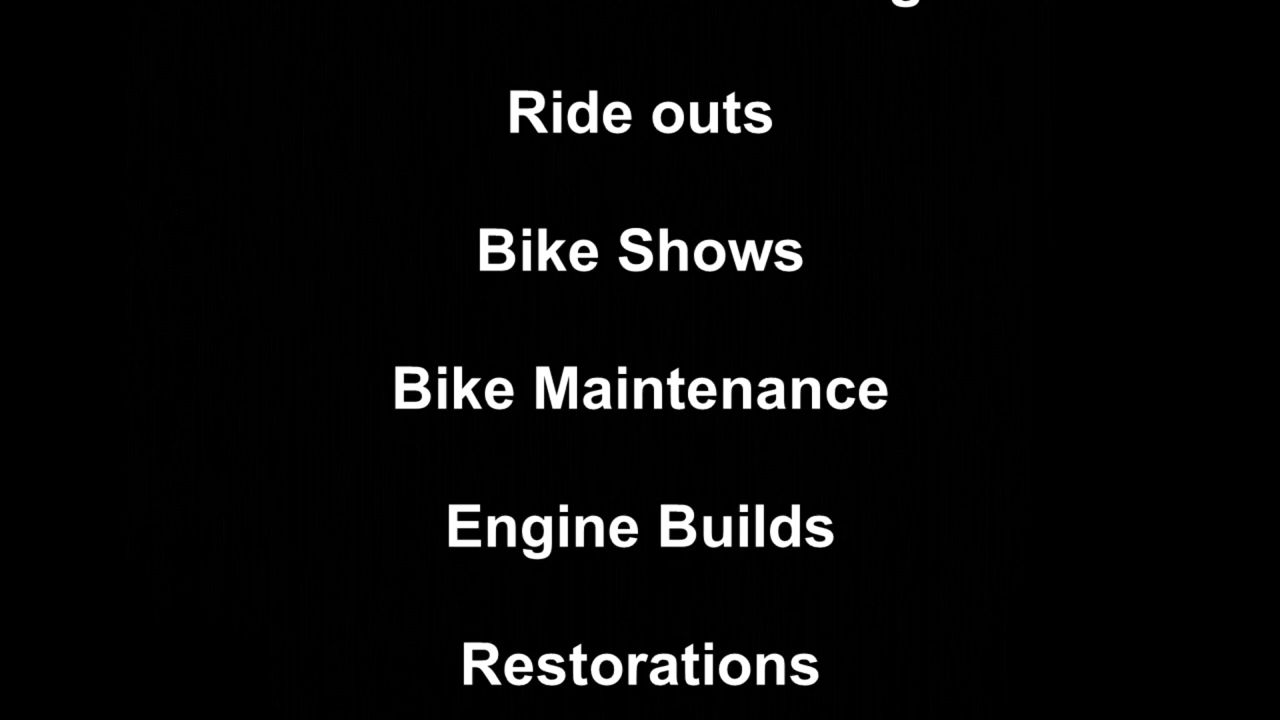 Ride outs
Bike Shows
Bike Maintenance
Engine Builds
Restorations